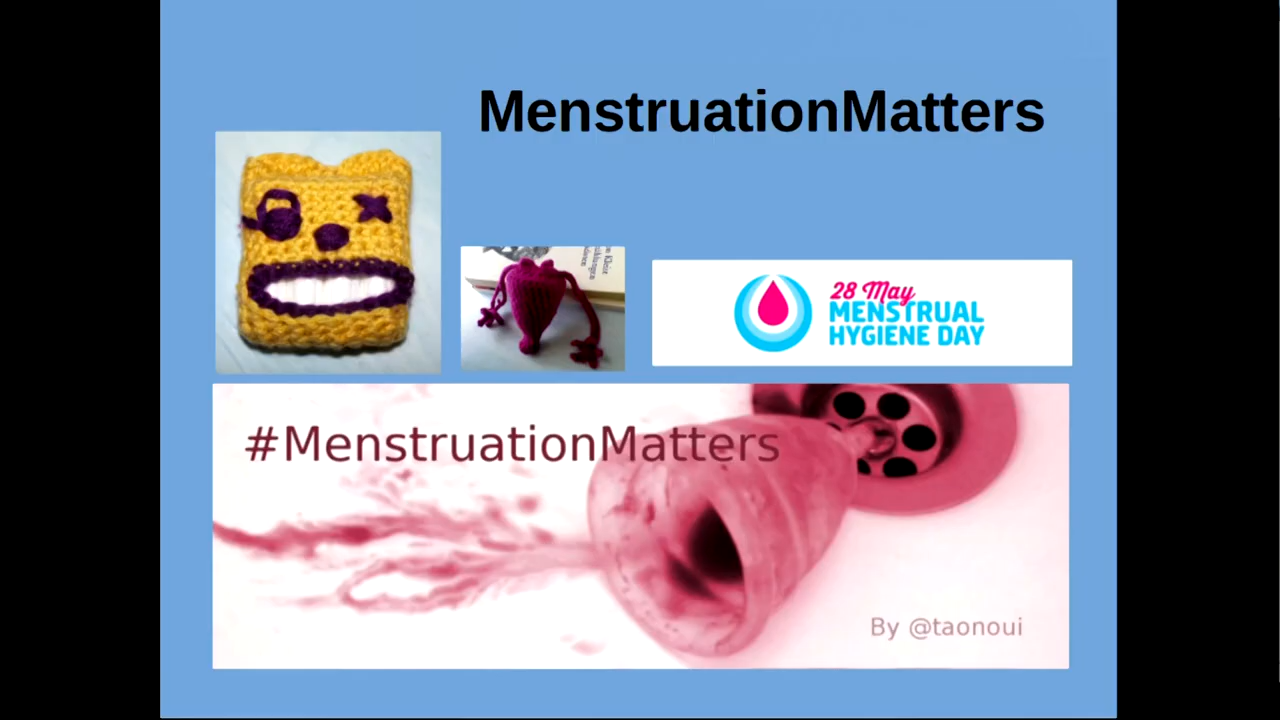 MenstruationMatters
28 May
MENSTRUAL
HYGIENE DAY
#MenstruationMatters
By @taonoui